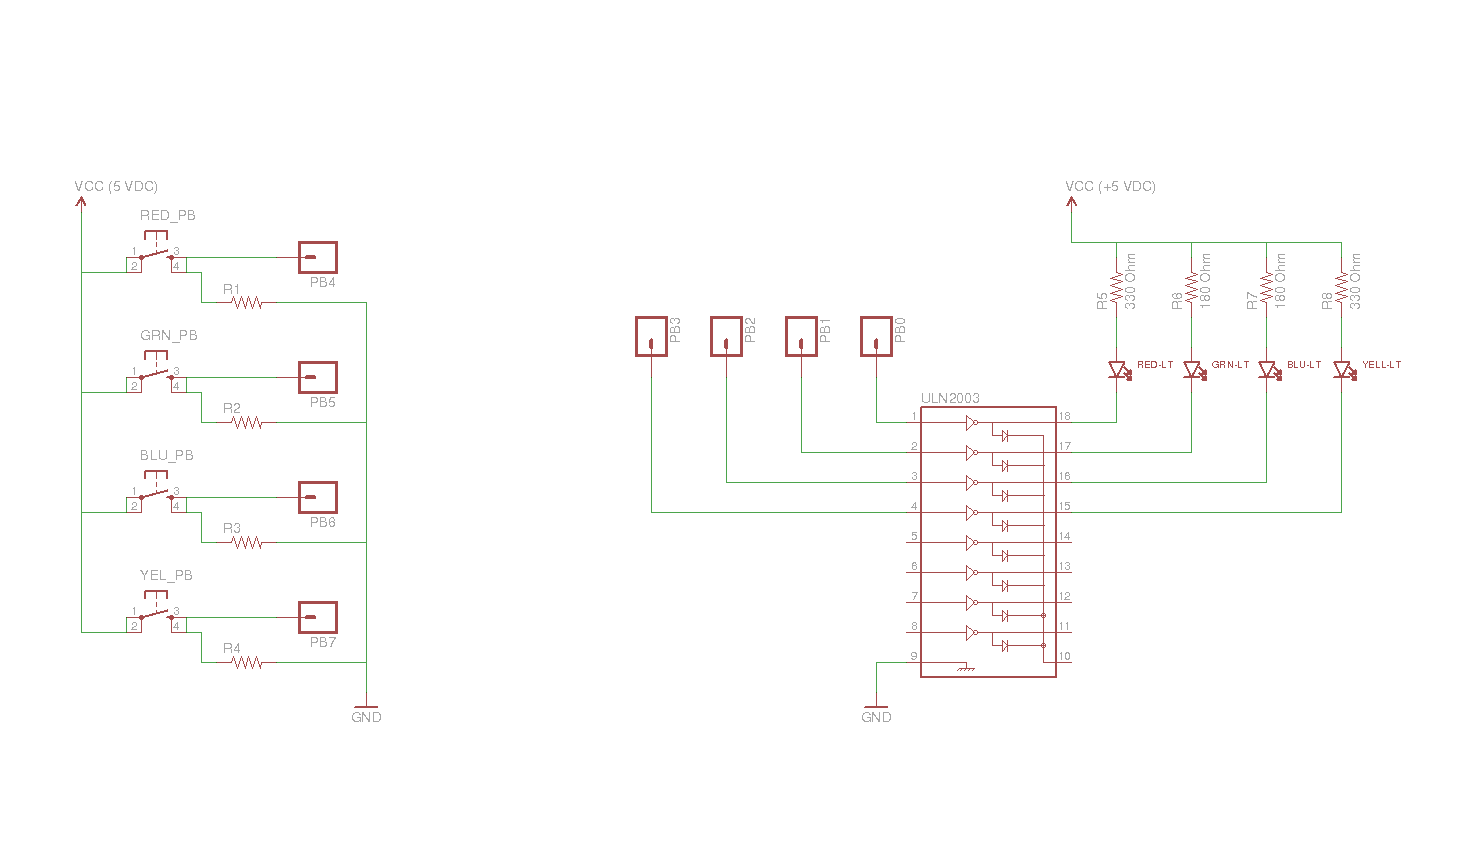 VCC (5 VDC)
RED_PB
1
3
2
4
PB4
R1
GRN_PB
1
3
2
4
PB5
R2
BLU_PB
1
3
2
4
PB6
R3
YEL_PB
1
3
2
4
PB7
R4
GND
PB3
PB2
PB1
PB0
VCC (+5 VDC)
R5
330 Ohm
R6
180 Ohm
R7
180 Ohm
R8
330 Ohm
RED-LT
GRN-LT
BLU-LT
YELL-LT
ULN2003
1
18
2
17
3
16
4
15
5
14
6
13
7
12
8
11
9
10
GND